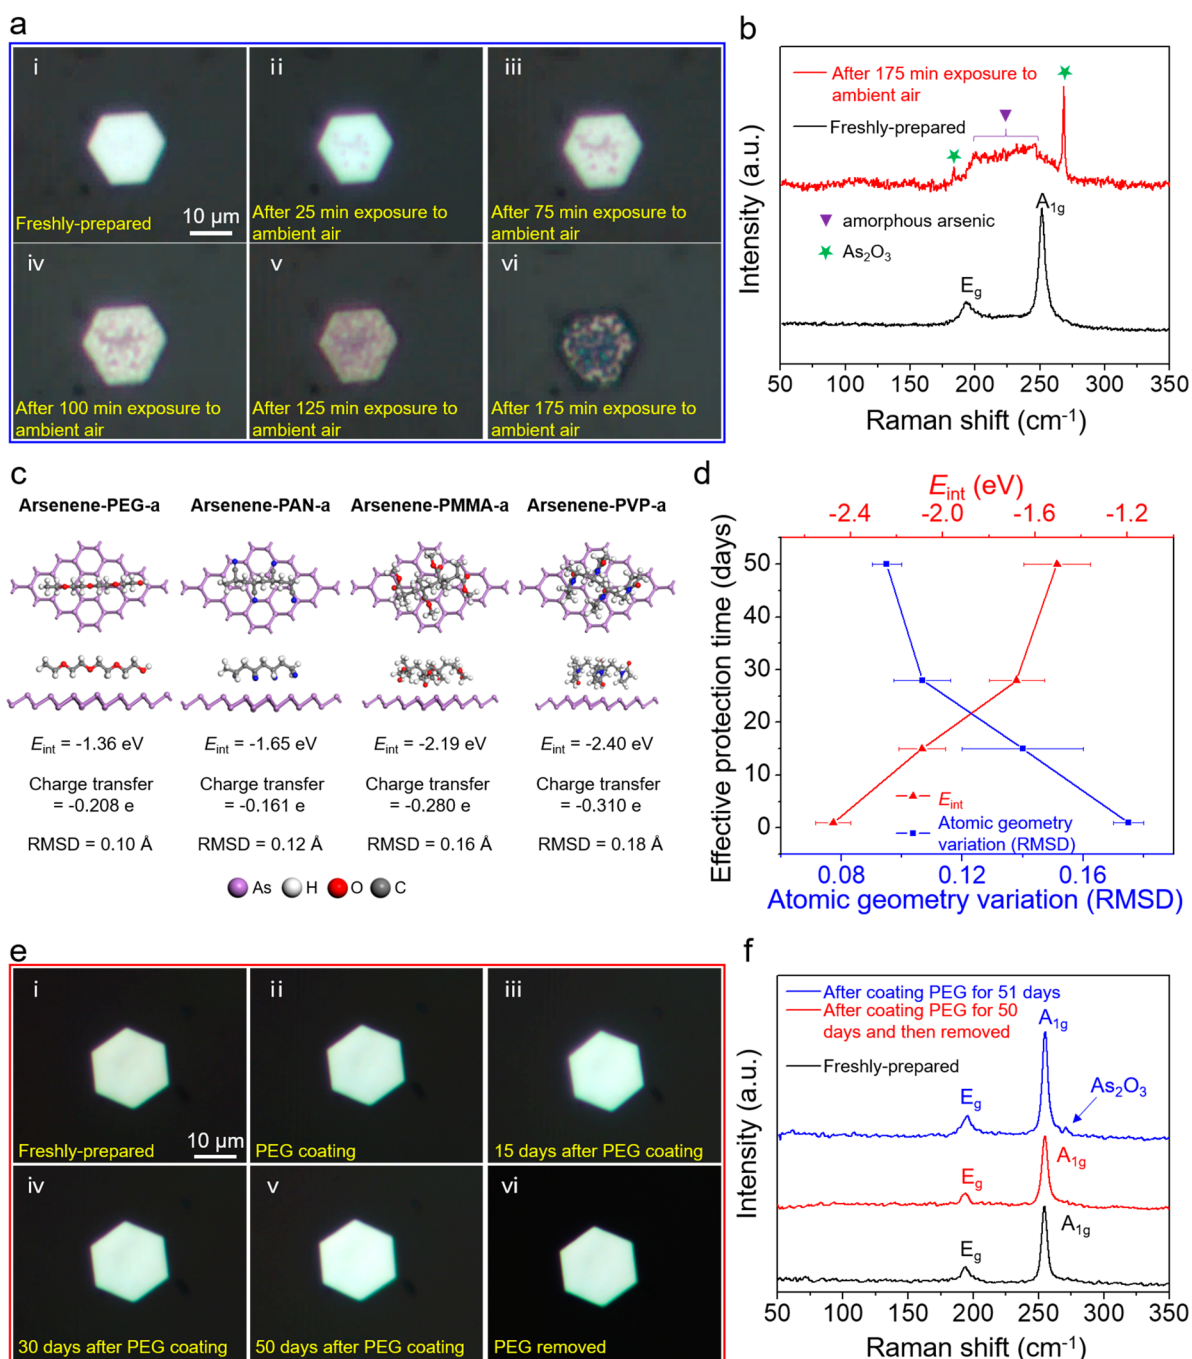 a
i
Freshly-prepared
10 μm
ii
After 25 min exposure to
ambient air
iii
After 75 min exposure to
ambient air
iv
After 100 min exposure to
ambient air
v
After 125 min exposure to
ambient air
vi
After 175 min exposure to
ambient air
b
Intensity (a.u.)
After 175 min exposure to
ambient air
Freshly-prepared
amorphous arsenic
As₂O₃
A₁g
Eg
50 100 150 200 250 300 350
Raman shift (cm⁻¹)
c
Arsenene-PEG-a Arsenene-PAN-a Arsenene-PMMA-a Arsenene-PVP-a
Eint = -1.36 eV Eint = -1.65 eV Eint = -2.19 eV Eint = -2.40 eV
Charge transfer Charge transfer Charge transfer Charge transfer
= -0.208 e = -0.161 e = -0.280 e = -0.310 e
RMSD = 0.10 Å RMSD = 0.12 Å RMSD = 0.16 Å RMSD = 0.18 Å
As H O C
d
Eint (eV)
-2.4 -2.0 -1.6 -1.2
Effective protection time (days)
50
40
30
20
10
0
Eint
Atomic geometry
variation (RMSD)
0.08 0.12 0.16
Atomic geometry variation (RMSD)
e
i
Freshly-prepared
10 μm
ii
PEG coating
iii
15 days after PEG coating
iv
30 days after PEG coating
v
50 days after PEG coating
vi
PEG removed
f
Intensity (a.u.)
After coating PEG for 51 days
After coating PEG for 50
days and then removed
Freshly-prepared
A₁g
Eg
As₂O₃
A₁g
Eg
A₁g
Eg
50 100 150 200 250 300 350
Raman shift (cm⁻¹)